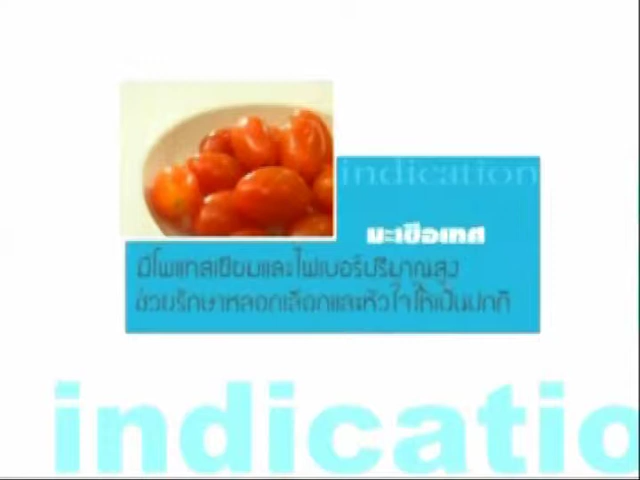 indication
มะเขือเทศ
มีโพแทสเซียมและไฟเบอร์ปริมาณสูง
ช่วยรักษาหลอดเลือดและหัวใจให้เป็นปกติ
indicatio